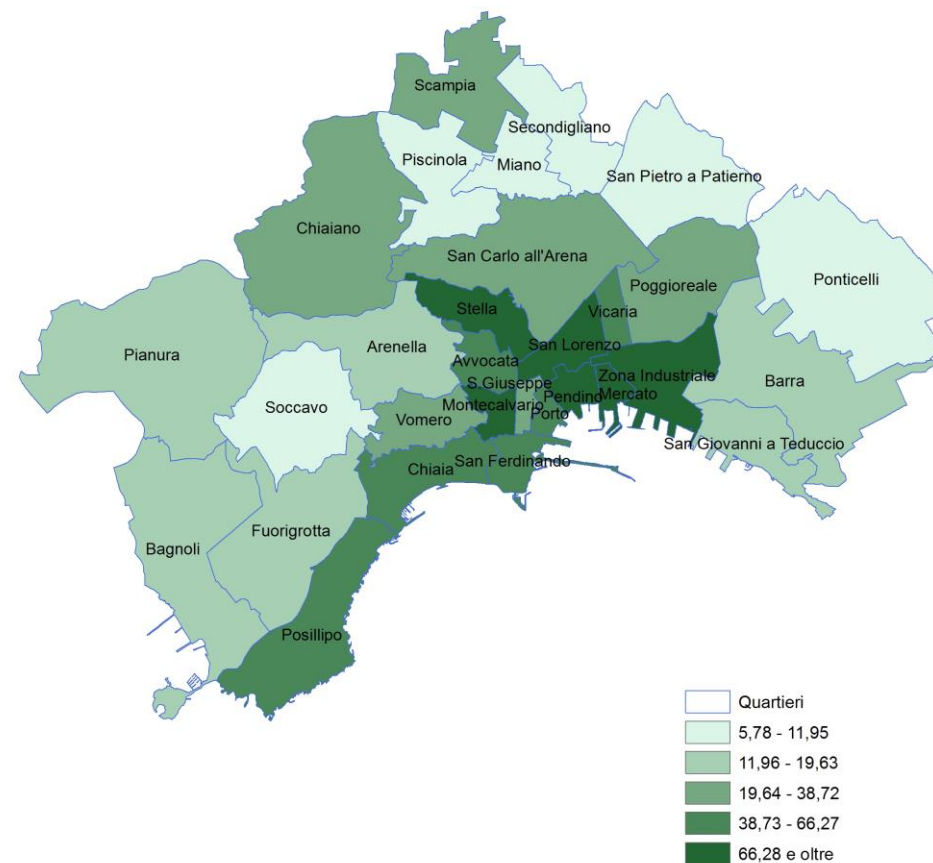 Scampia
Secondigliano
Piscinola
Miano
San Pietro a Patierno
Chiaiano
San Carlo all'Arena
Ponticelli
Poggioreale
Stella
Vicaria
San Lorenzo
Arenella
Pianura
Avvocata
Zona Industriale
Barra
S.Giuseppe
Pendino
Mercato
Soccavo
Montecalvario
Porto
Vomero
San Giovanni a Teduccio
San Ferdinando
Chiaia
Fuorigrotta
Bagnoli
Posillipo
Quartieri
5,78 - 11,95
11,96 - 19,63
19,64 - 38,72
38,73 - 66,27
66,28 e oltre